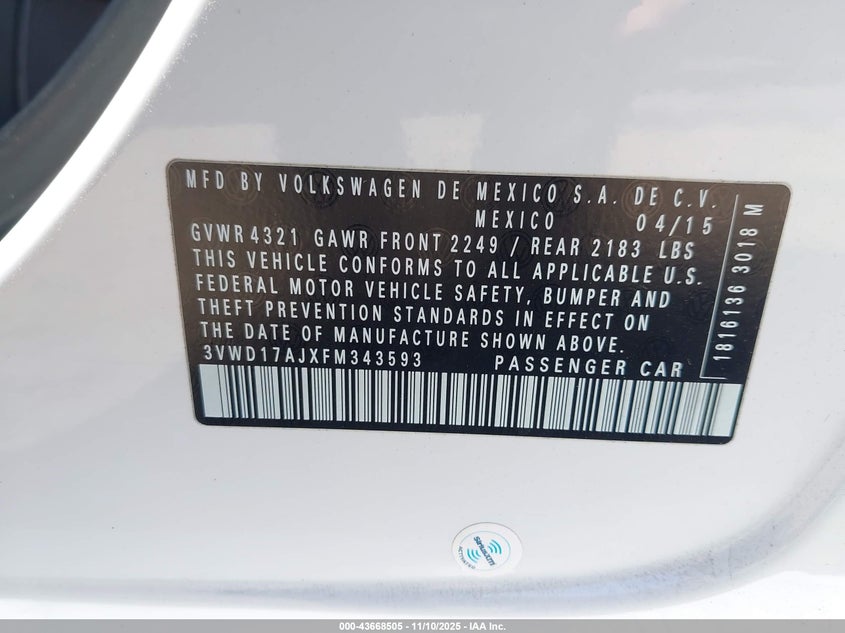 MFD BY VOLKSWAGEN DE MEXICO S.A. DE C.V.
MEXICO 04/15
GVWR 4321 GAWR FRONT 2249 / REAR 2183 LBS
THIS VEHICLE CONFORMS TO ALL APPLICABLE U.S.
FEDERAL MOTOR VEHICLE SAFETY, BUMPER AND
THEFT PREVENTION STANDARDS IN EFFECT ON
THE DATE OF MANUFACTURE SHOWN ABOVE.
3VWD17AJXFM343593 PASSENGER CAR
1816136 3018 M
SiriusXM
ACTIVATED
000-43668505 - 11/10/2025 - IAA Inc.